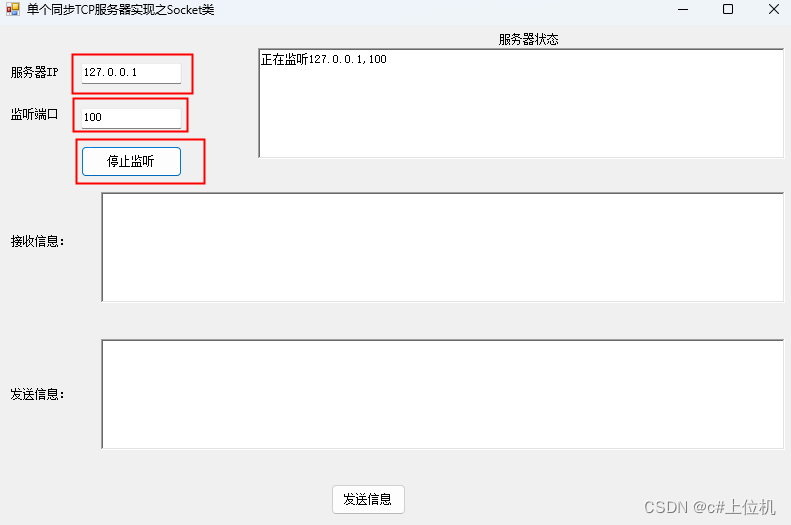 单个同步TCP服务器实现之Socket类
服务器状态
服务器IP
127.0.0.1
正在监听127.0.0.1,100
监听端口
100
停止监听
接收信息:
发送信息:
发送信息
CSDN @c#上位机